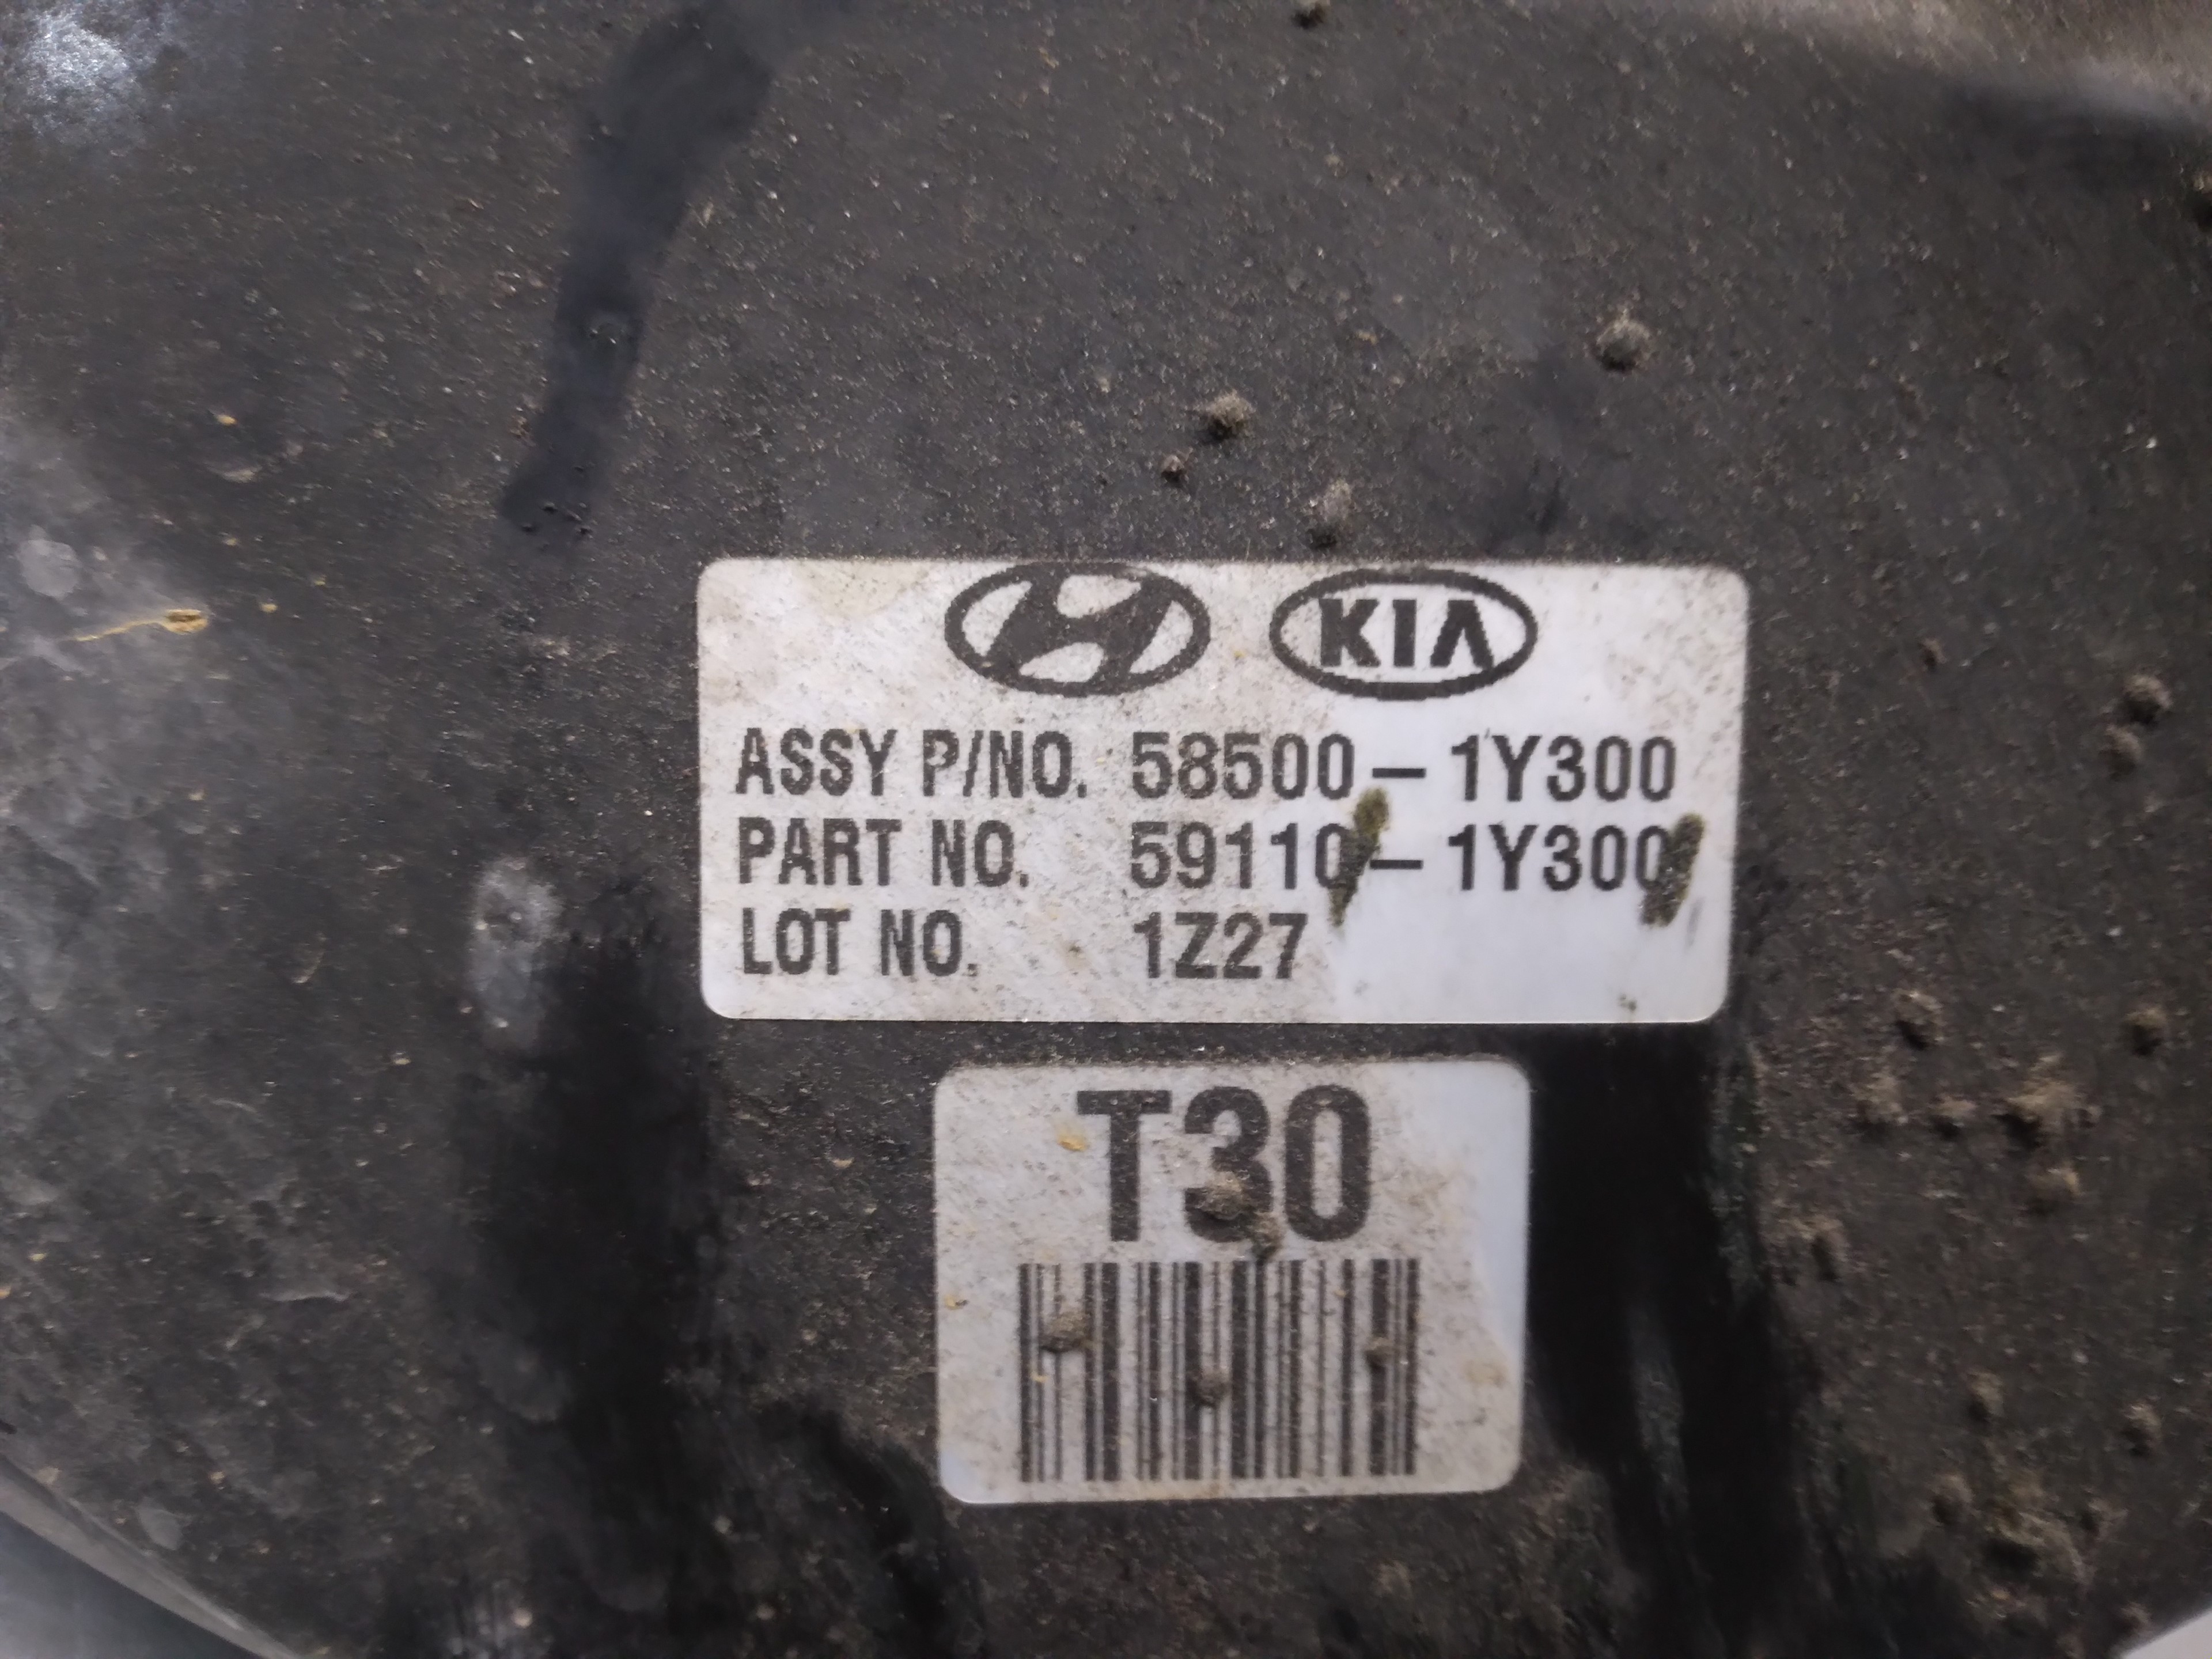 KIA
ASSY P/NO. 58500-1Y300
PART NO. 59110-1Y300
LOT NO. 1Z27
T30